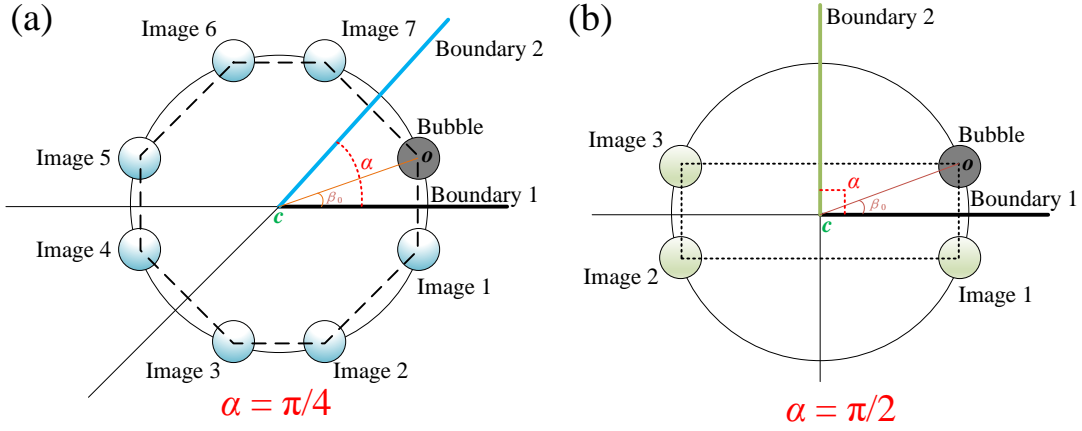 (a)
Image 6
Image 7
Boundary 2
Image 5
Bubble
o
α
β₀
Boundary 1
c
Image 4
Image 1
Image 3
Image 2
α = π/4
(b)
Boundary 2
Image 3
Bubble
o
α
β₀
Boundary 1
c
Image 2
Image 1
α = π/2